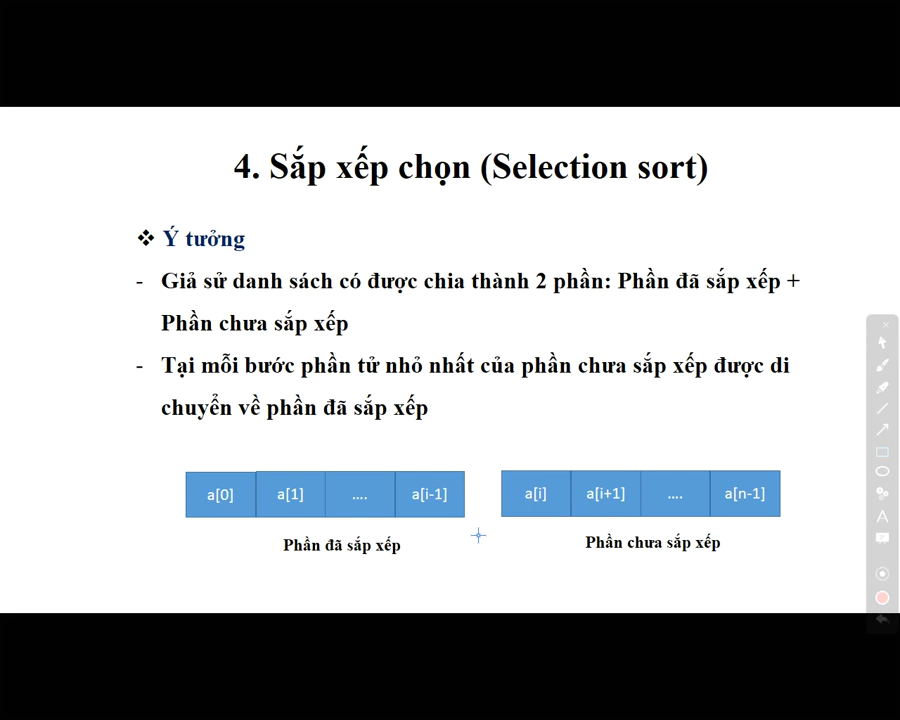 4. Sắp xếp chọn (Selection sort)
❖ Ý tưởng
- Giả sử danh sách có được chia thành 2 phần: Phần đã sắp xếp +
Phần chưa sắp xếp
- Tại mỗi bước phần tử nhỏ nhất của phần chưa sắp xếp được di
chuyển về phần đã sắp xếp
a[0] a[1] .... a[i-1] a[i] a[i+1] .... a[n-1]
Phần đã sắp xếp Phần chưa sắp xếp